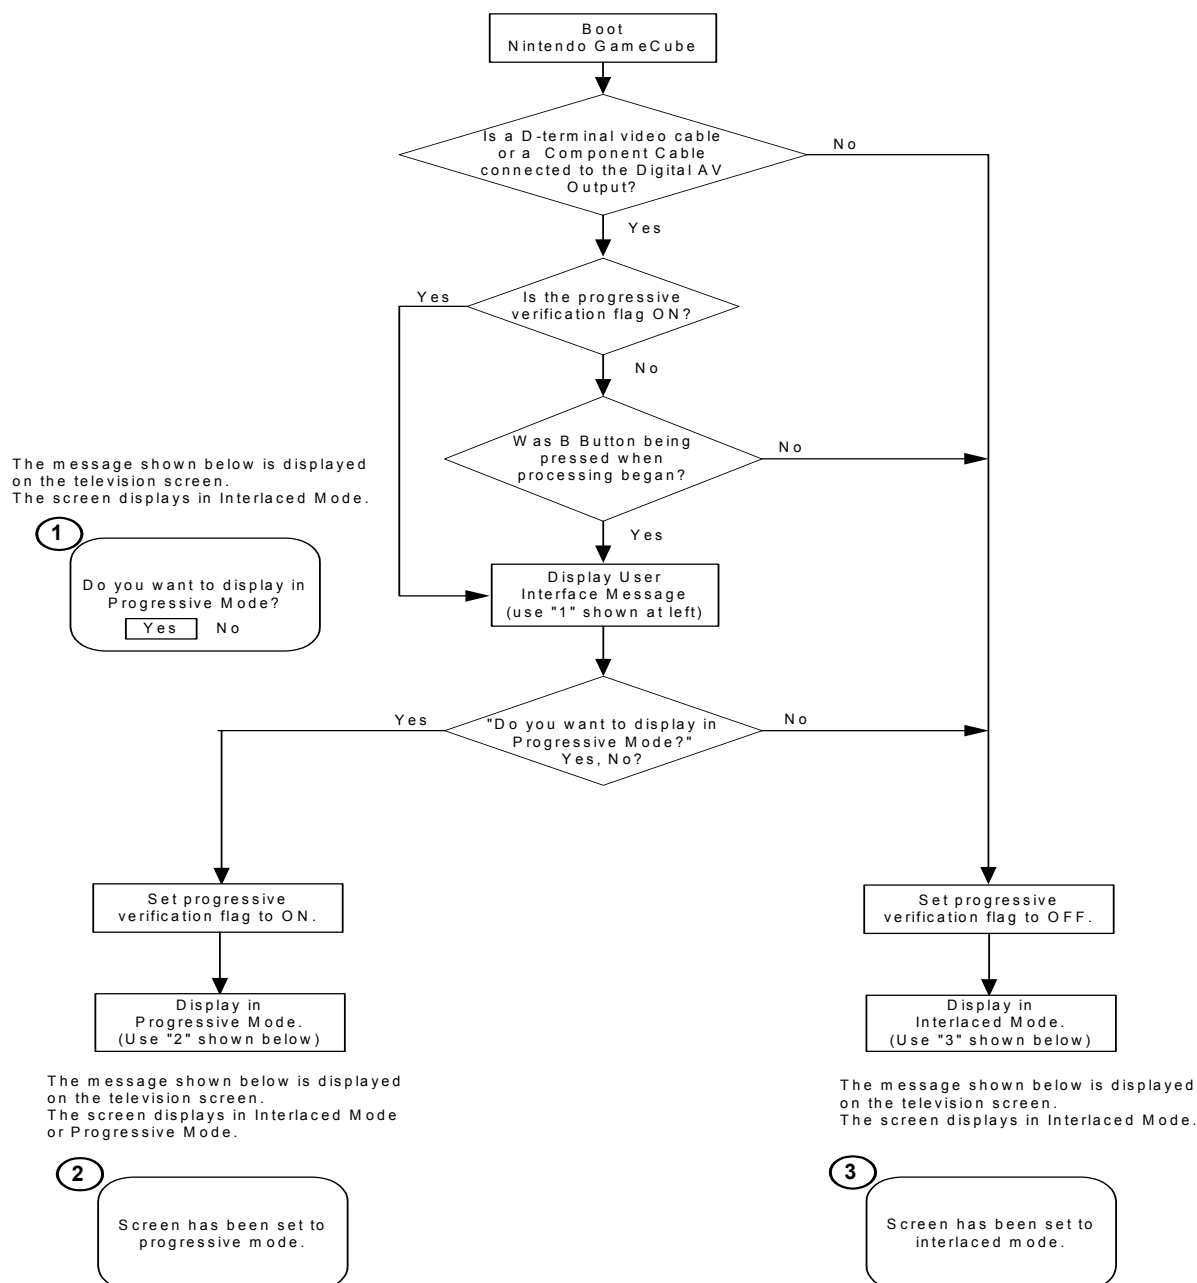 Boot
Nintendo GameCube
Is a D-terminal video cable
or a Component Cable
connected to the Digital AV
Output?
No
Yes
Is the progressive
verification flag ON?
Yes
No
Was B Button being
pressed when
processing began?
No
Yes
The message shown below is displayed
on the television screen.
The screen displays in Interlaced Mode.
1
Do you want to display in
Progressive Mode?
Yes No
Display User
Interface Message
(use "1" shown at left)
"Do you want to display in
Progressive Mode?"
Yes, No?
Yes
No
Set progressive
verification flag to ON.
Display in
Progressive Mode.
(Use "2" shown below)
The message shown below is displayed
on the television screen.
The screen displays in Interlaced Mode
or Progressive Mode.
2
Screen has been set to
progressive mode.
Set progressive
verification flag to OFF.
Display in
Interlaced Mode.
(Use "3" shown below)
The message shown below is displayed
on the television screen.
The screen displays in Interlaced Mode.
3
Screen has been set to
interlaced mode.